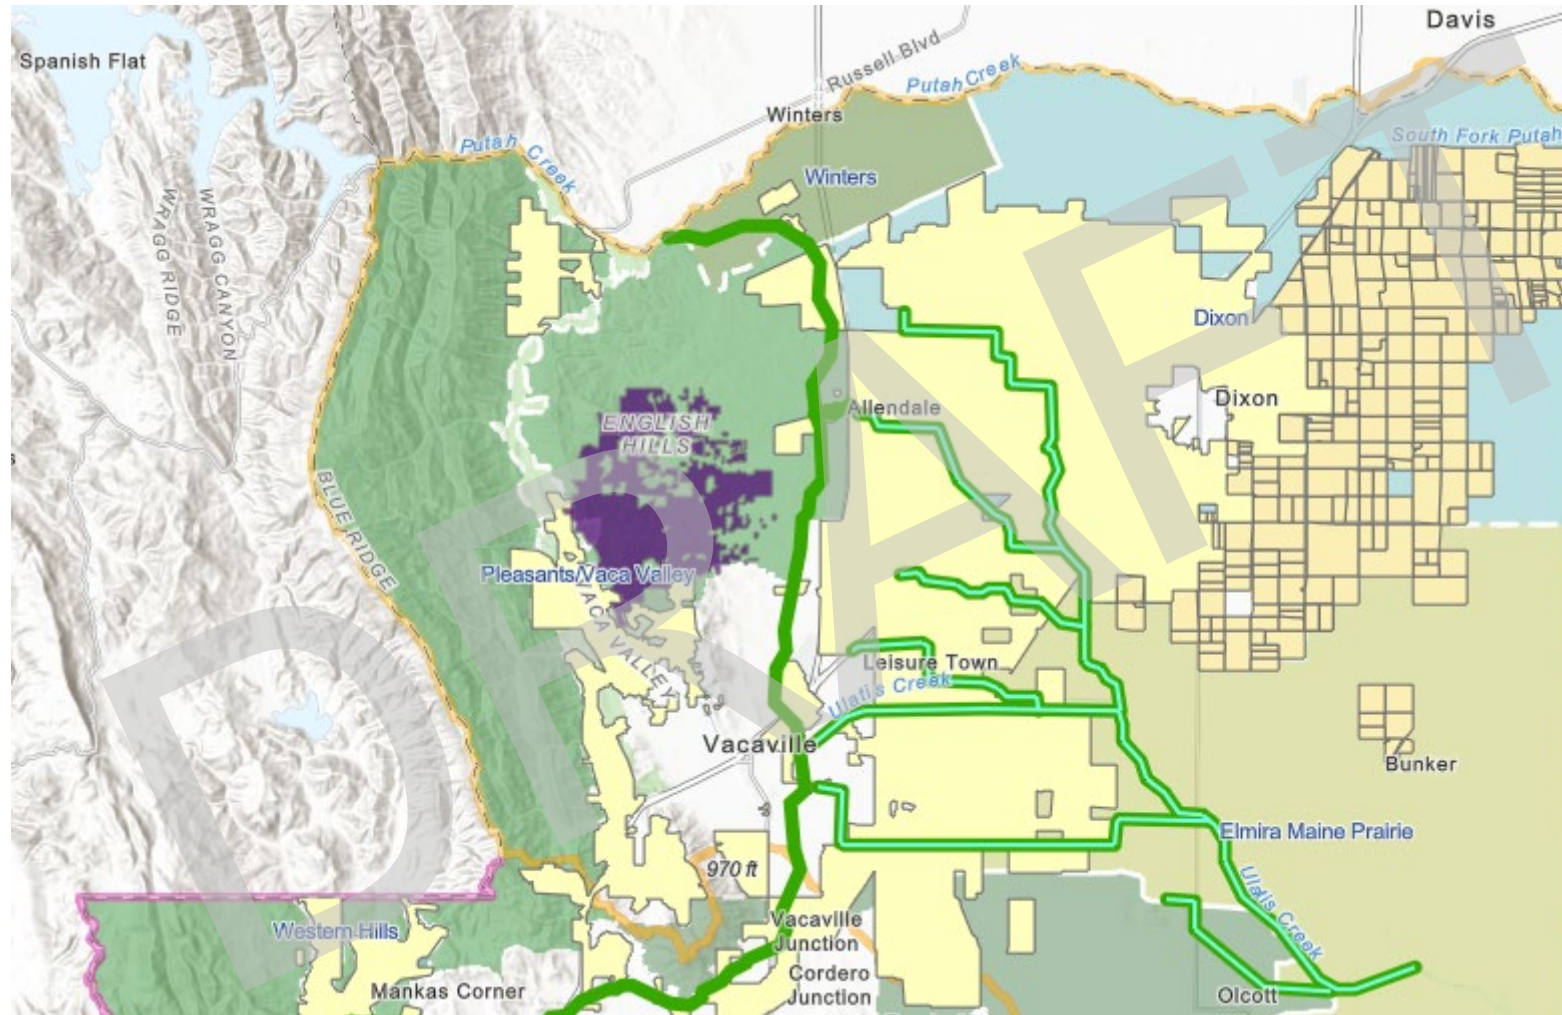 Davis
Spanish Flat
Russell Blvd
Putah Creek
Winters
South Fork Putah
Putah Creek
Winters
WRAGG RIDGE
WRAGG CANYON
Dixon
Dixon
Allendale
ENGLISH
HILLS
BLUE RIDGE
Pleasants/Vaca Valley
VACA VALLEY
Leisure Town
Ulatis Creek
Vacaville
Bunker
Elmira Maine Prairie
970 ft
Ulatis Creek
Vacaville
Junction
Western Hills
Cordero
Junction
Mankas Corner
Olcott
DRAFT